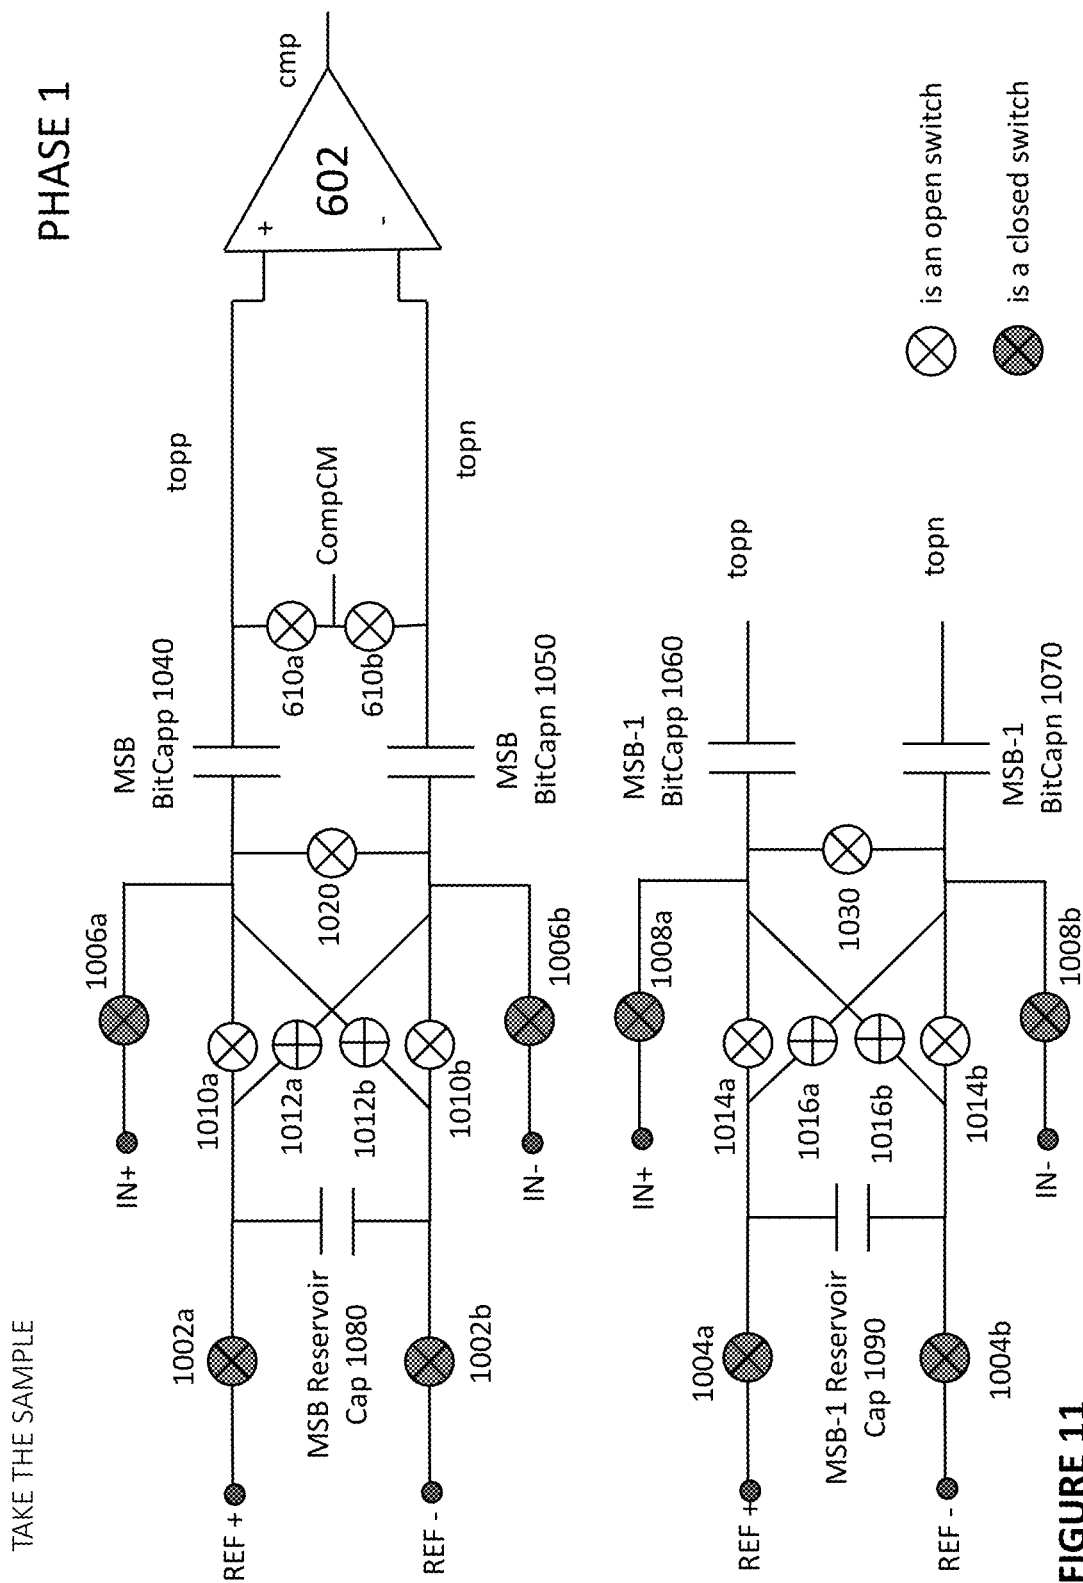 TAKE THE SAMPLE
PHASE 1
REF +
1002a
IN+
1006a
1010a
1012a
1012b
1010b
1020
MSB Reservoir
Cap 1080
REF -
1002b
IN-
1006b
MSB
BitCapp 1040
MSB
BitCapn 1050
610a
610b
CompCM
topp
topn
+
-
602
cmp
REF +
1004a
IN+
1008a
1014a
1016a
1016b
1014b
1030
MSB-1 Reservoir
Cap 1090
REF -
1004b
IN-
1008b
MSB-1
BitCapp 1060
MSB-1
BitCapn 1070
topp
topn
is an open switch
is a closed switch
FIGURE 11